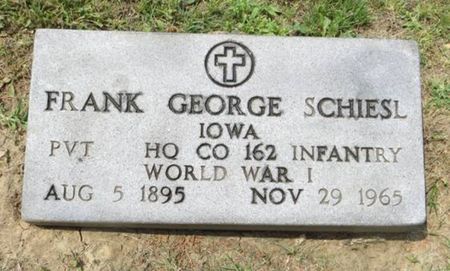 FRANK GEORGE SCHIESL
IOWA
PVT HQ CO 162 INFANTRY
WORLD WAR I
AUG 5 1895 NOV 29 1965